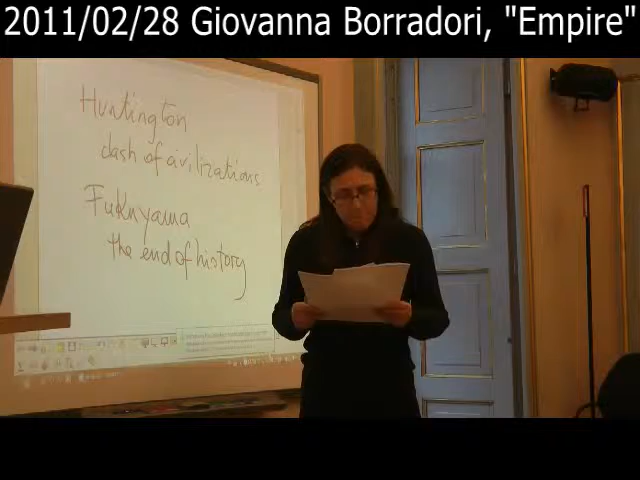 2011/02/28 Giovanna Borradori, "Empire"
Huntington
clash of civilizations
Fukuyama
the end of history